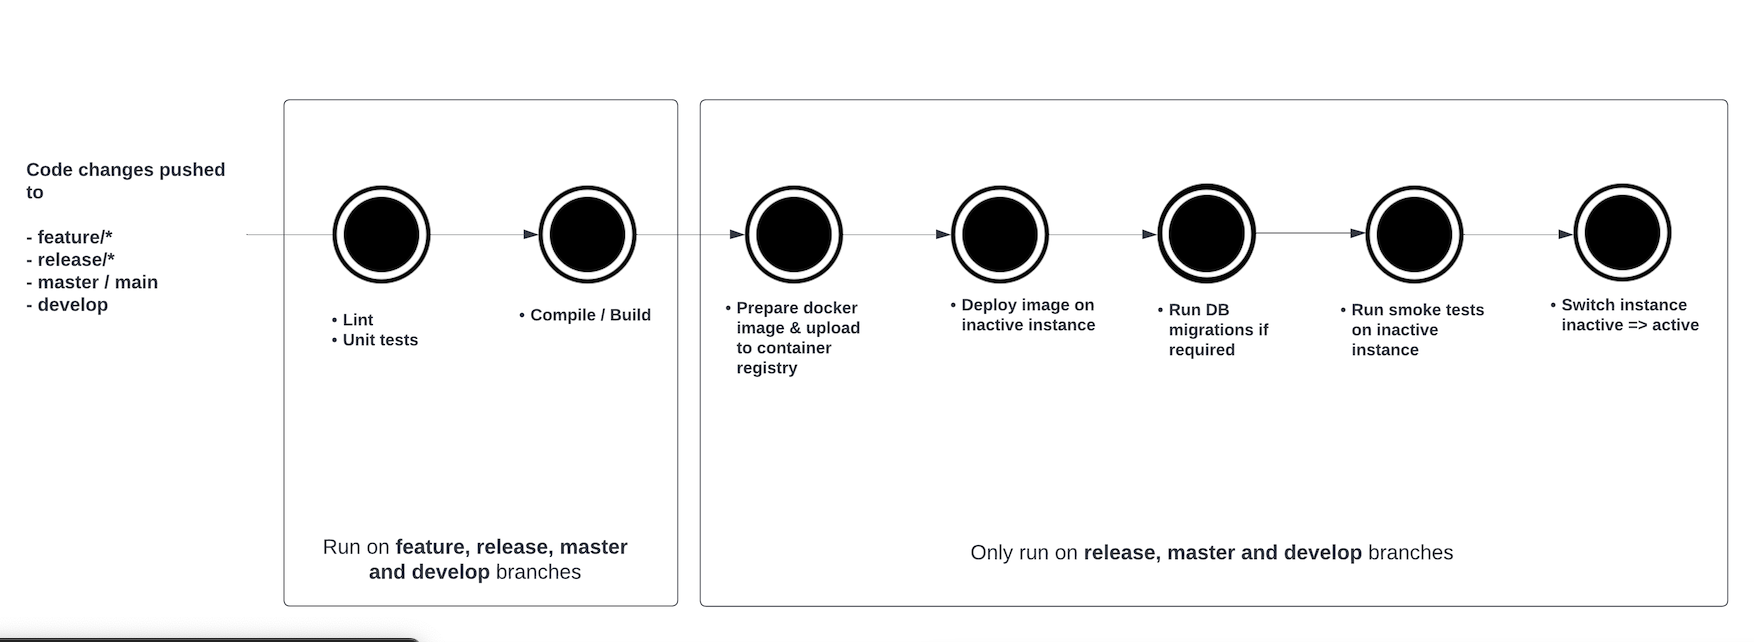 Code changes pushed
to
- feature/*
- release/*
- master / main
- develop
• Lint
• Unit tests
• Compile / Build
Run on feature, release, master
and develop branches
• Prepare docker
image & upload
to container
registry
• Deploy image on
inactive instance
• Run DB
migrations if
required
• Run smoke tests
on inactive
instance
• Switch instance
inactive => active
Only run on release, master and develop branches